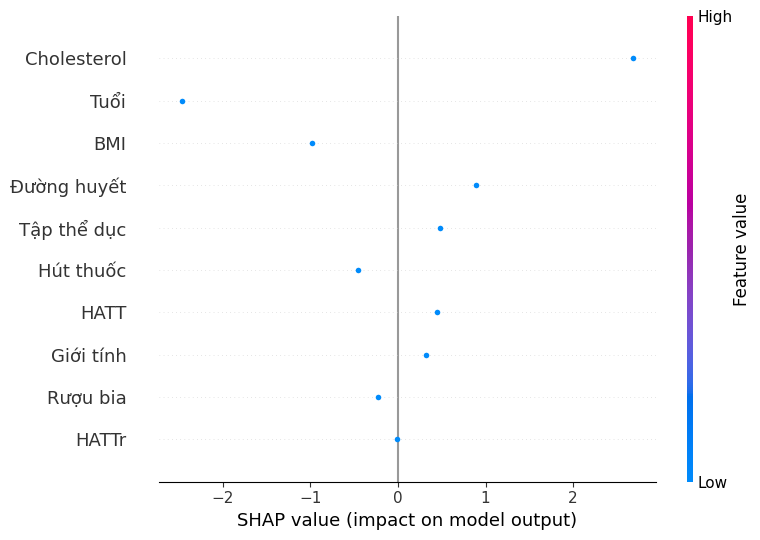 High
Cholesterol
Tuổi
BMI
Đường huyết
Tập thể dục
Hút thuốc
HATT
Giới tính
Rượu bia
HATTr
Feature value
Low
−2
−1
0
1
2
SHAP value (impact on model output)